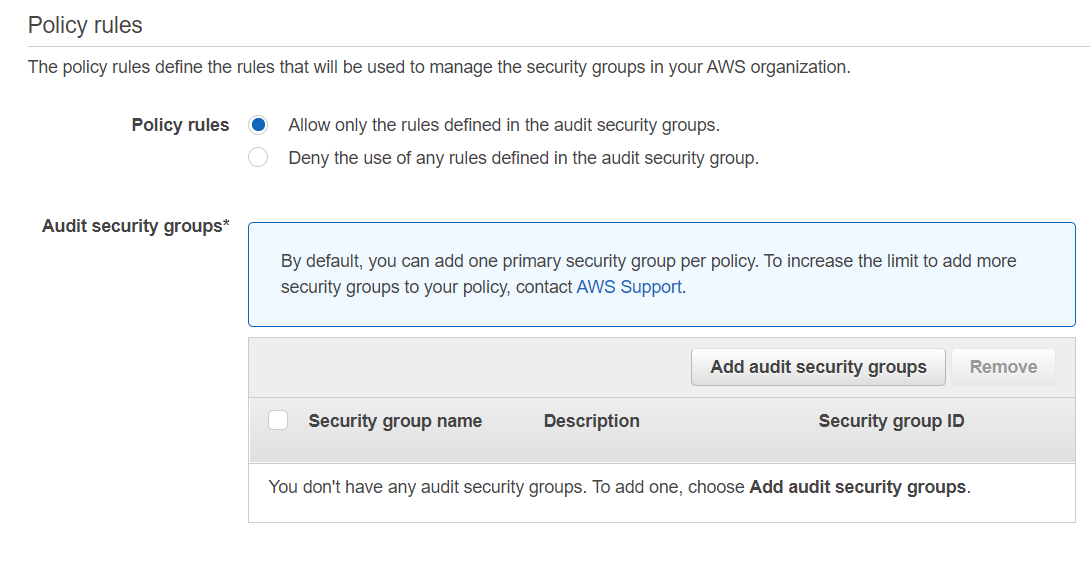 Policy rules
The policy rules define the rules that will be used to manage the security groups in your AWS organization.
Policy rules
Allow only the rules defined in the audit security groups.
Deny the use of any rules defined in the audit security group.
Audit security groups*
By default, you can add one primary security group per policy. To increase the limit to add more
security groups to your policy, contact AWS Support.
Add audit security groups Remove
Security group name Description Security group ID
You don't have any audit security groups. To add one, choose Add audit security groups.